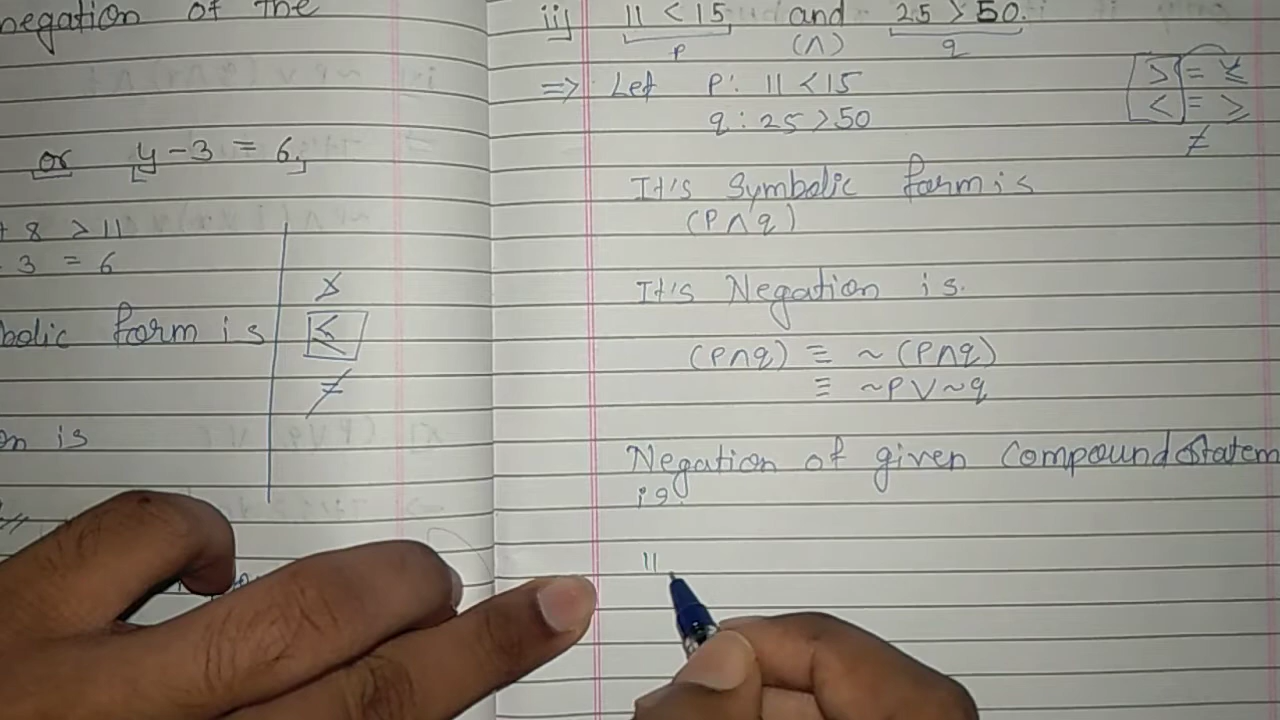 negation of the
or y - 3 = 6.
+ 8 > 11
3 = 6
bolic form is
≤
≠
on is
ii] 11 < 15 and 25 > 50.
p (∧) q
=> Let p: 11 < 15
q: 25 > 50
> = ≤
< = ≥
≠
It's Symbolic form is
(p ∧ q)
It's Negation is.
(p∧q) ≡ ~ (p∧q)
≡ ~p ∨ ~q
Negation of given Compound Statem
is.
11